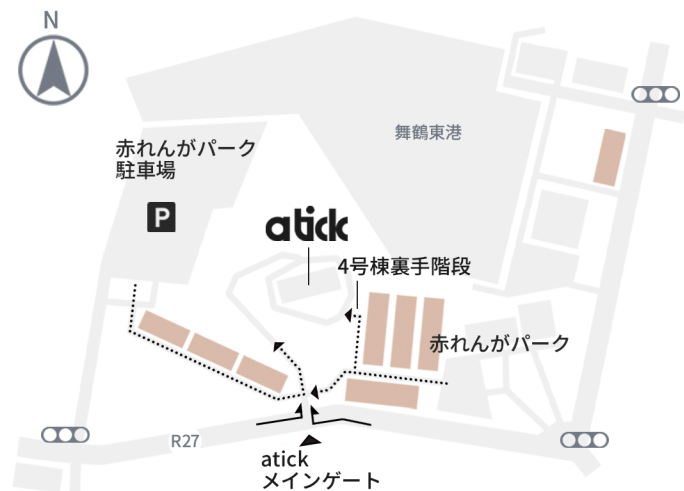 N
舞鶴東港
赤れんがパーク
駐車場
P
atick
4号棟裏手階段
赤れんがパーク
R27
atick
メインゲート